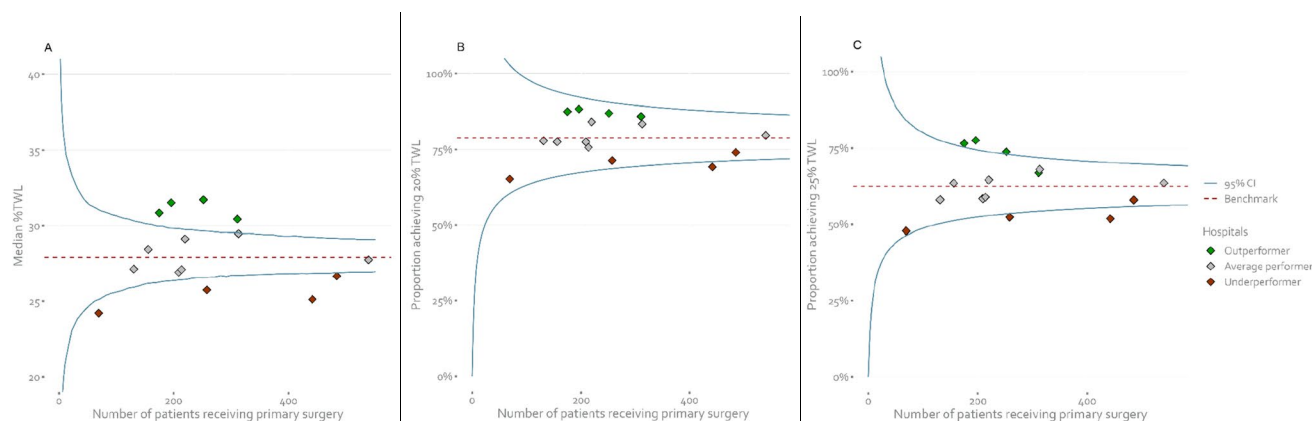 A
40
35
30
25
20
0
200
400
Median %TWL
Number of patients receiving primary surgery
B
100%
75%
50%
25%
0%
0
200
400
Proportion achieving 20% TWL
Number of patients receiving primary surgery
C
100%
75%
50%
25%
0%
0
200
400
Proportion achieving 25% TWL
Number of patients receiving primary surgery
95% CI
Benchmark
Hospitals
Outperformer
Average performer
Underperformer